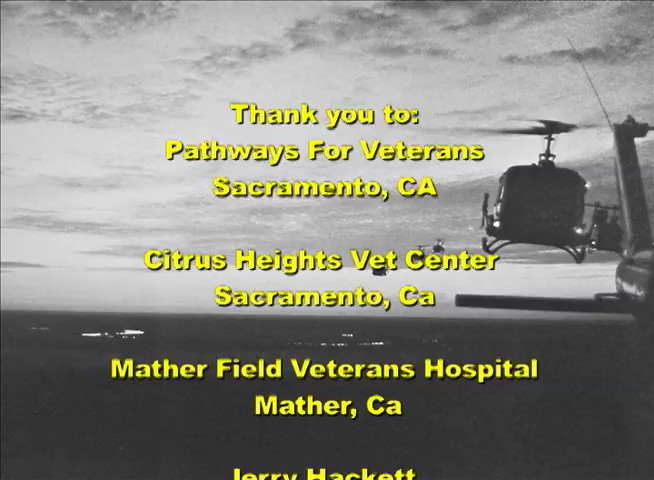 Thank you to:
Pathways For Veterans
Sacramento, CA
Citrus Heights Vet Center
Sacramento, Ca
Mather Field Veterans Hospital
Mather, Ca
Jerry Hackett